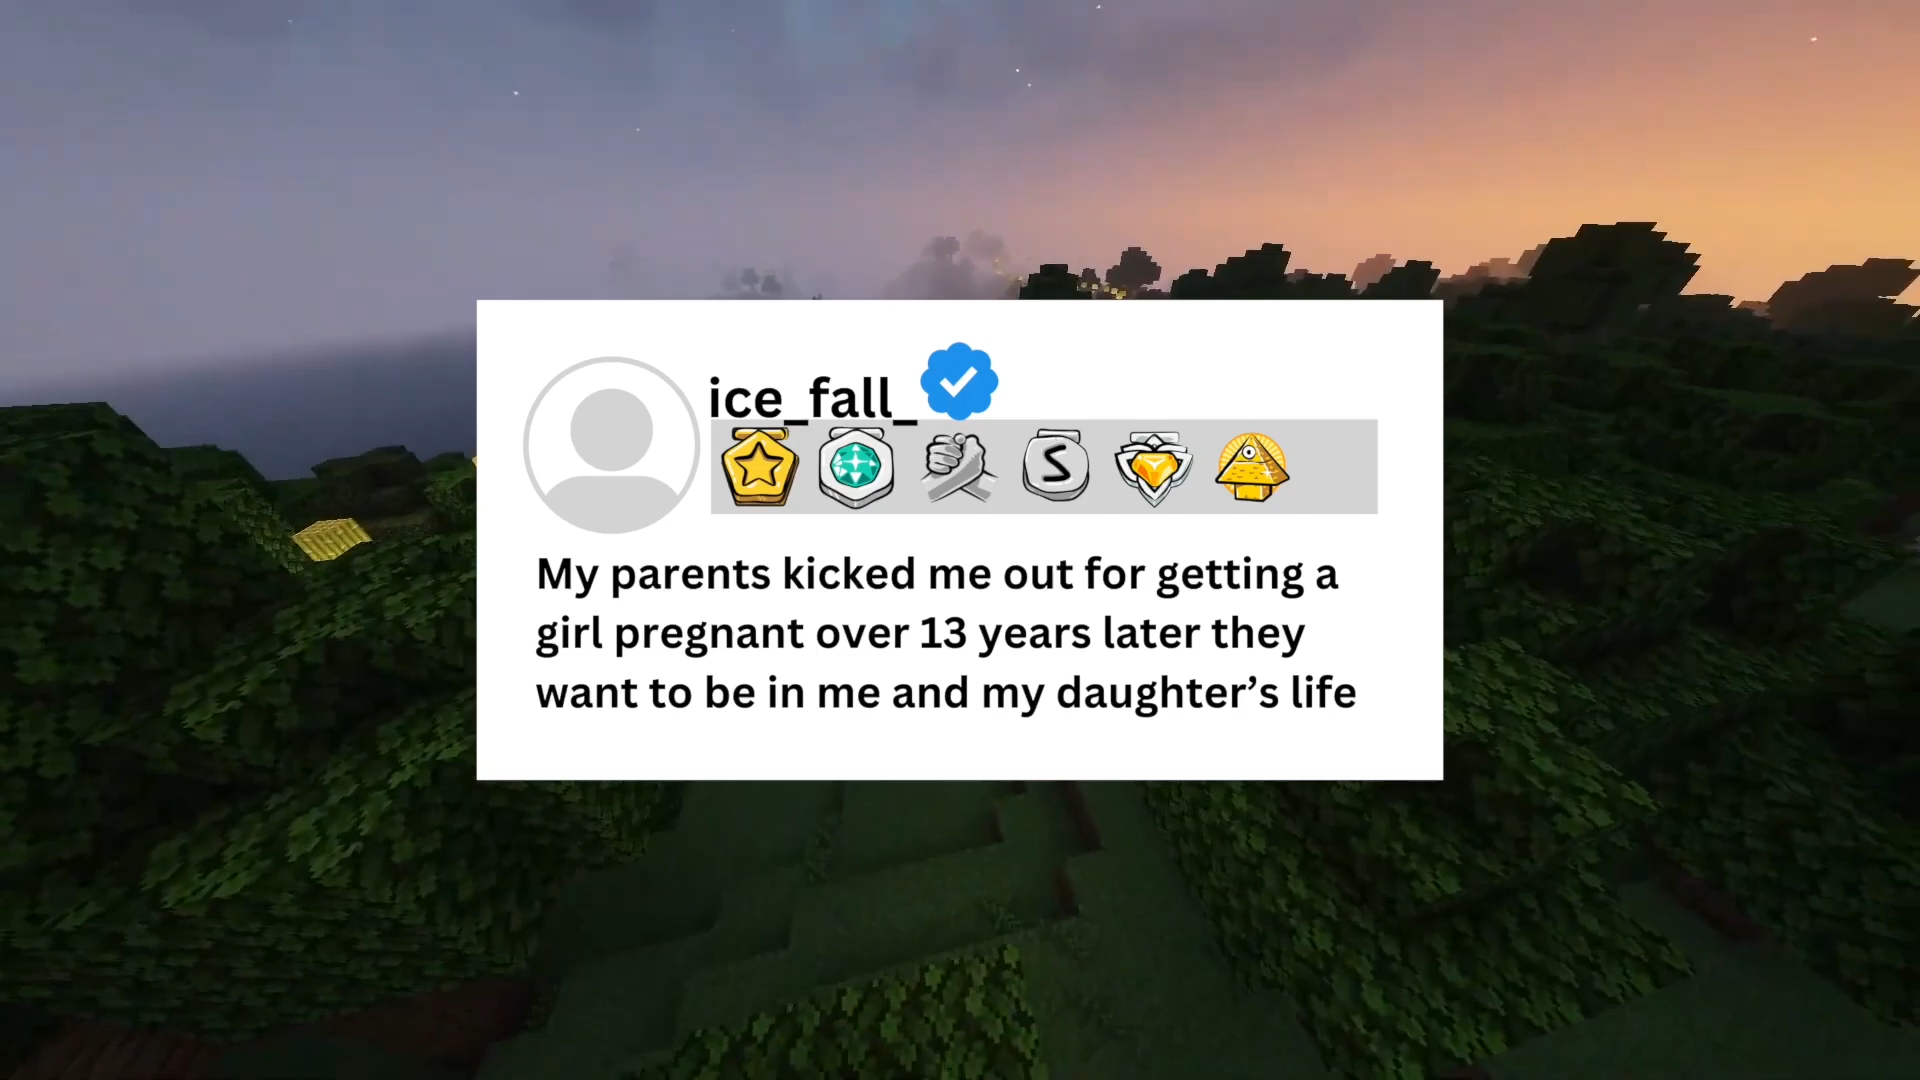 ice_fall_
S
My parents kicked me out for getting a
girl pregnant over 13 years later they
want to be in me and my daughter’s life